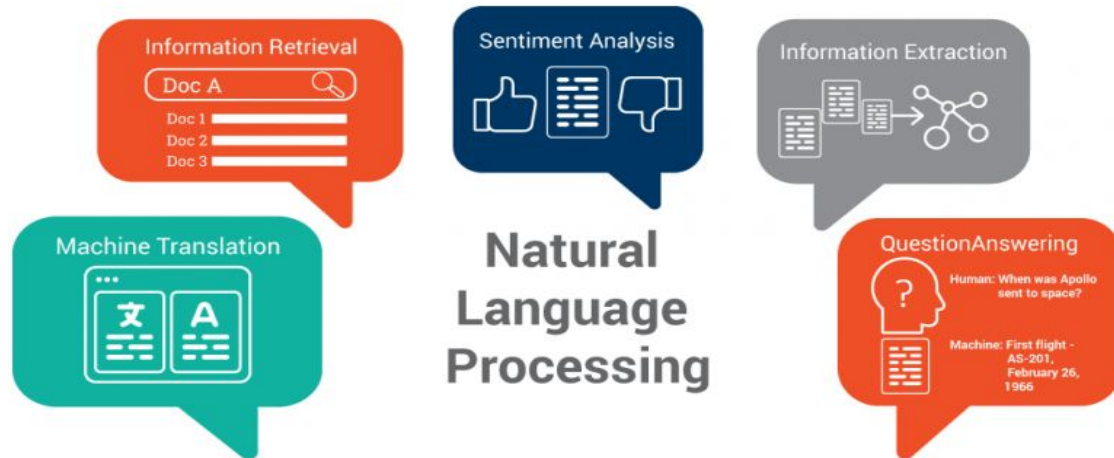 Information Retrieval
Doc A
Doc 1
Doc 2
Doc 3
Sentiment Analysis
Information Extraction
Machine Translation
文
A
Natural
Language
Processing
QuestionAnswering
?
Human: When was Apollo
sent to space?
Machine: First flight -
AS-201,
February 26,
1966